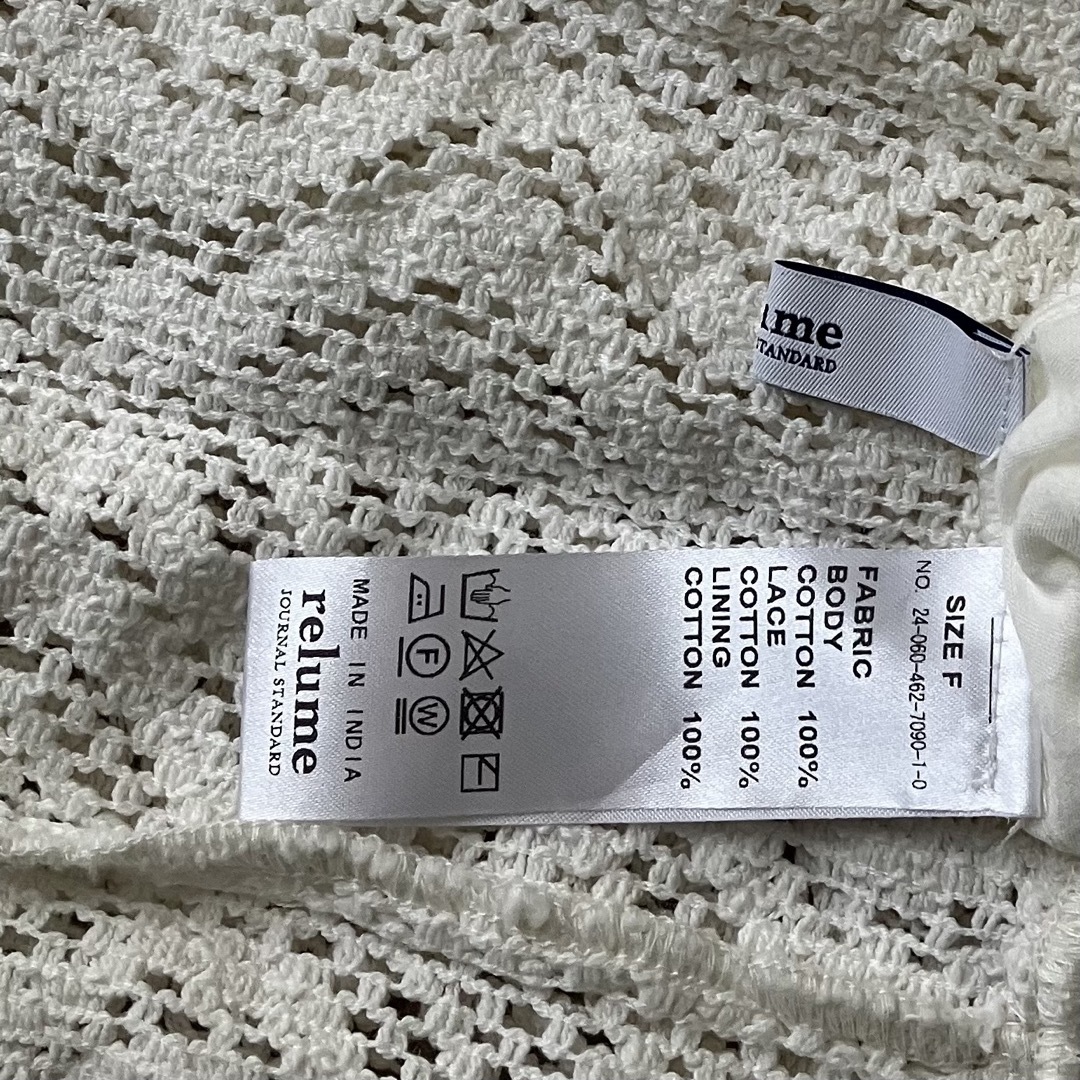 ume
STANDARD
SIZE F
NO. 24-060-462-7090-1-0
FABRIC
BODY
COTTON 100%
LACE
COTTON 100%
LINING
COTTON 100%
F W
MADE IN INDIA
relume
JOURNAL STANDARD